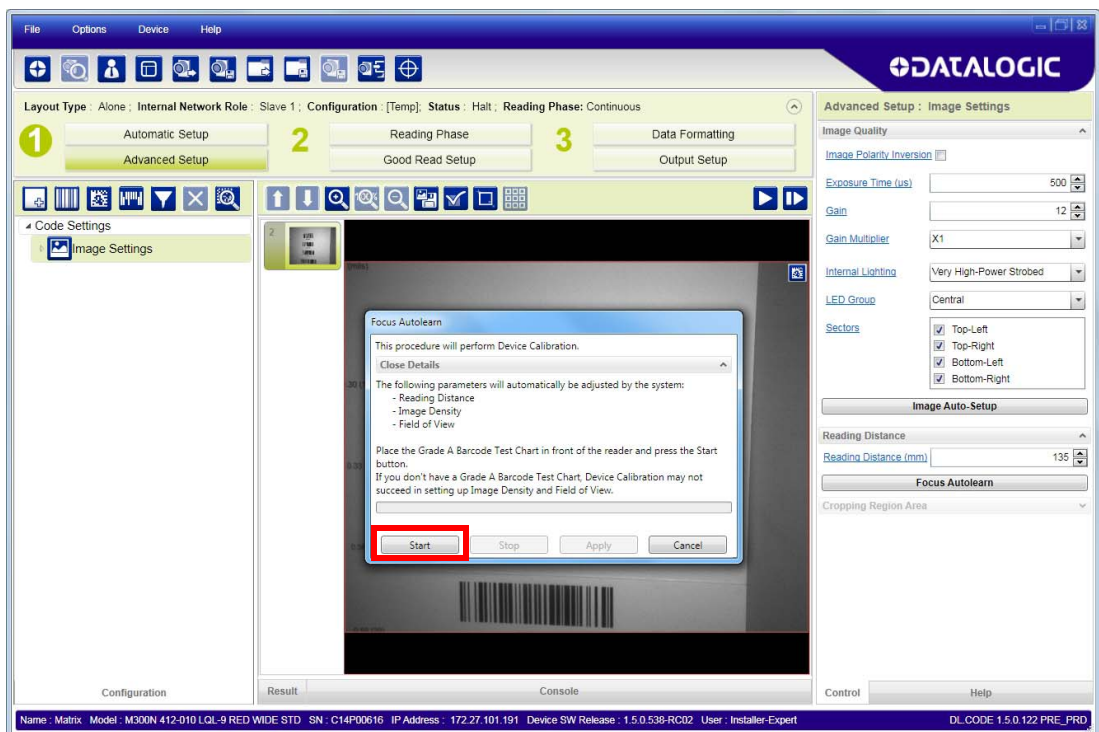 File Options Device Help
DATALOGIC
Layout Type : Alone ; Internal Network Role : Slave 1 ; Configuration : [Temp]; Status : Halt ; Reading Phase: Continuous
1 Automatic Setup
Advanced Setup
2 Reading Phase
Good Read Setup
3 Data Formatting
Output Setup
Code Settings
Image Settings
2
Focus Autolearn
This procedure will perform Device Calibration.
Close Details
The following parameters will automatically be adjusted by the system:
- Reading Distance
- Image Density
- Field of View
Place the Grade A Barcode Test Chart in front of the reader and press the Start
button.
If you don't have a Grade A Barcode Test Chart, Device Calibration may not
succeed in setting up Image Density and Field of View.
Start Stop Apply Cancel
Configuration
Result Console
Advanced Setup : Image Settings
Image Quality
Image Polarity Inversion
Exposure Time (µs) 500
Gain 12
Gain Multiplier X1
Internal Lighting Very High-Power Strobed
LED Group Central
Sectors Top-Left
Top-Right
Bottom-Left
Bottom-Right
Image Auto-Setup
Reading Distance
Reading Distance (mm) 135
Focus Autolearn
Cropping Region Area
Control Help
Name : Matrix Model : M300N 412-010 LQL-9 RED WIDE STD SN : C14P00616 IP Address : 172.27.101.191 Device SW Release : 1.5.0.538-RC02 User : Installer-Expert DL.CODE 1.5.0.122 PRE_PRD